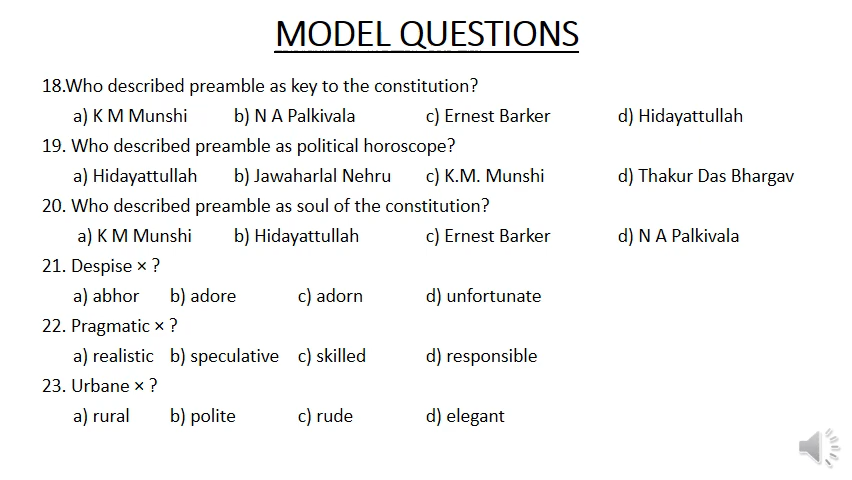 MODEL QUESTIONS
18.Who described preamble as key to the constitution?
a) K M Munshi b) N A Palkivala c) Ernest Barker d) Hidayattullah
19. Who described preamble as political horoscope?
a) Hidayattullah b) Jawaharlal Nehru c) K.M. Munshi d) Thakur Das Bhargav
20. Who described preamble as soul of the constitution?
a) K M Munshi b) Hidayattullah c) Ernest Barker d) N A Palkivala
21. Despise × ?
a) abhor b) adore c) adorn d) unfortunate
22. Pragmatic × ?
a) realistic b) speculative c) skilled d) responsible
23. Urbane × ?
a) rural b) polite c) rude d) elegant